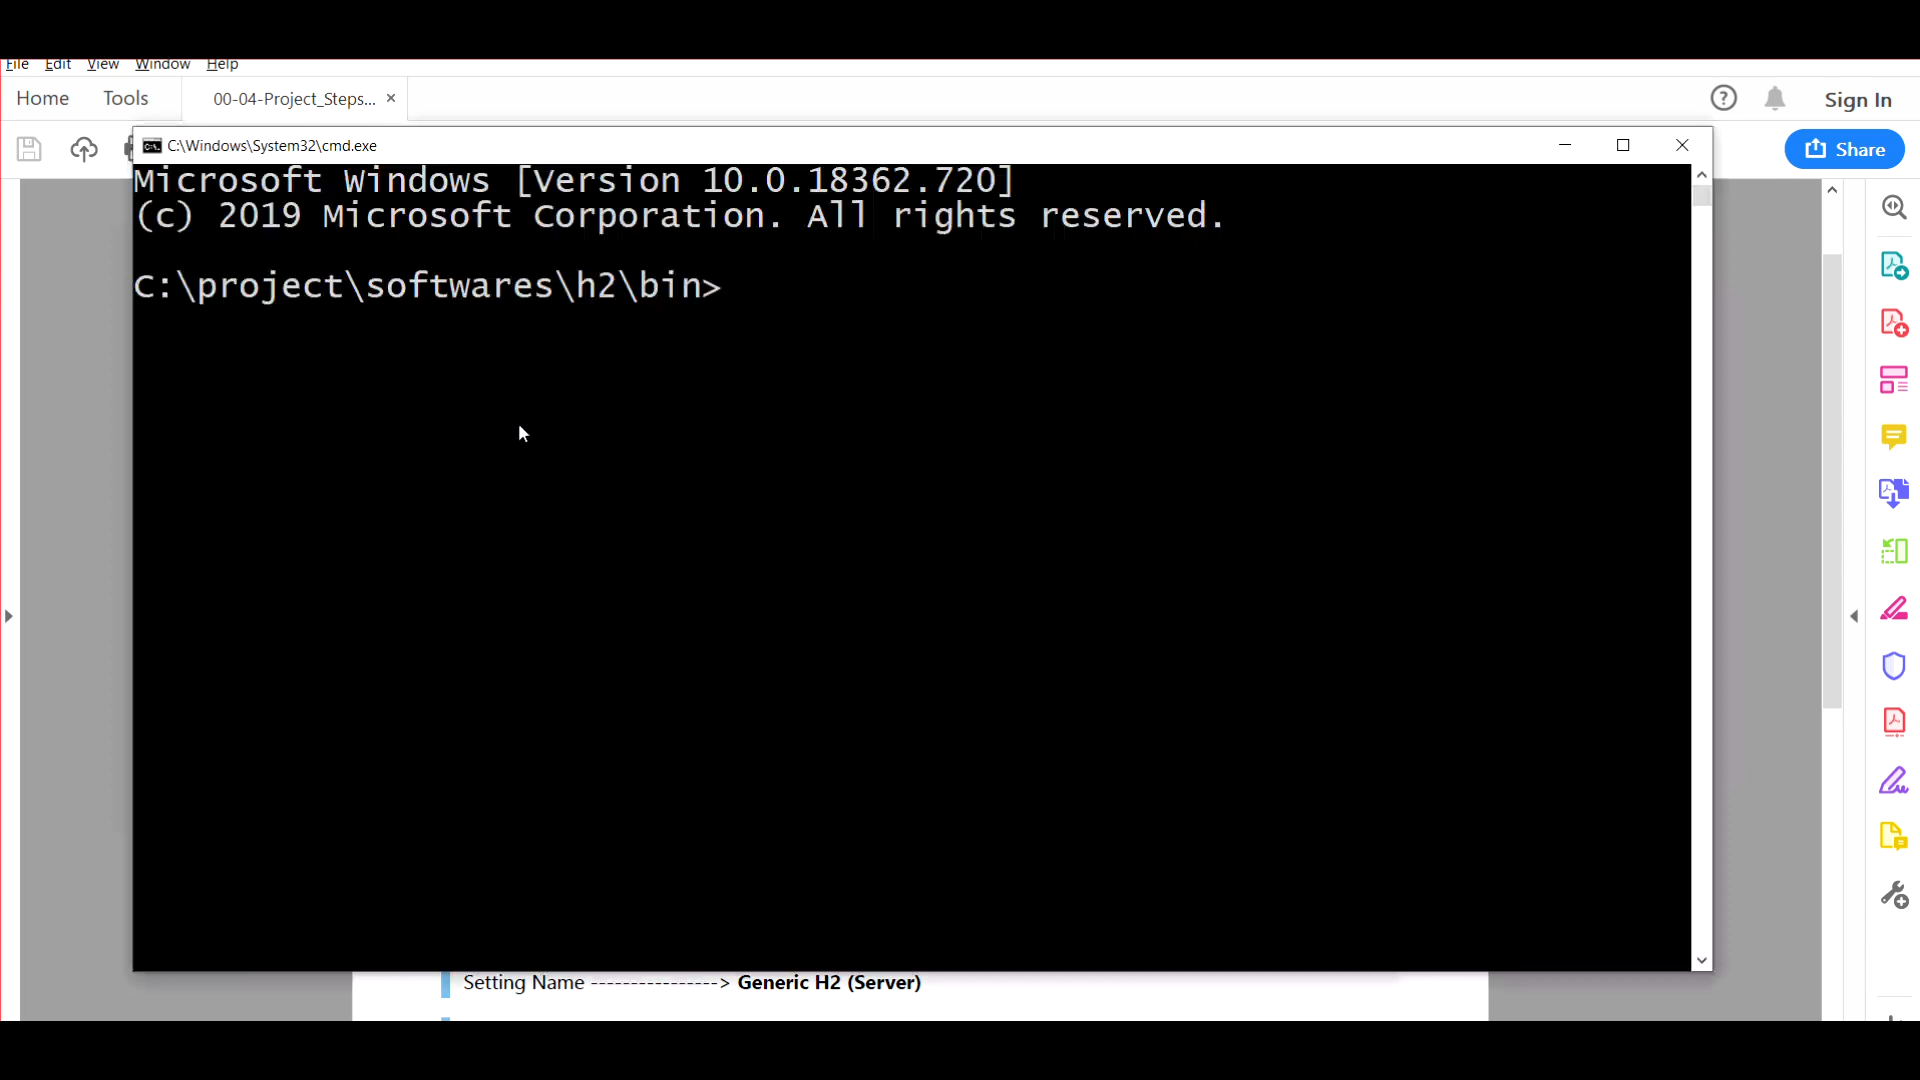 File Edit View Window Help
Home Tools 00-04-Project_Steps... × Sign In
C:\Windows\System32\cmd.exe
Share
Microsoft Windows [Version 10.0.18362.720]
(c) 2019 Microsoft Corporation. All rights reserved.
C:\project\softwares\h2\bin>
Setting Name ----------------> Generic H2 (Server)